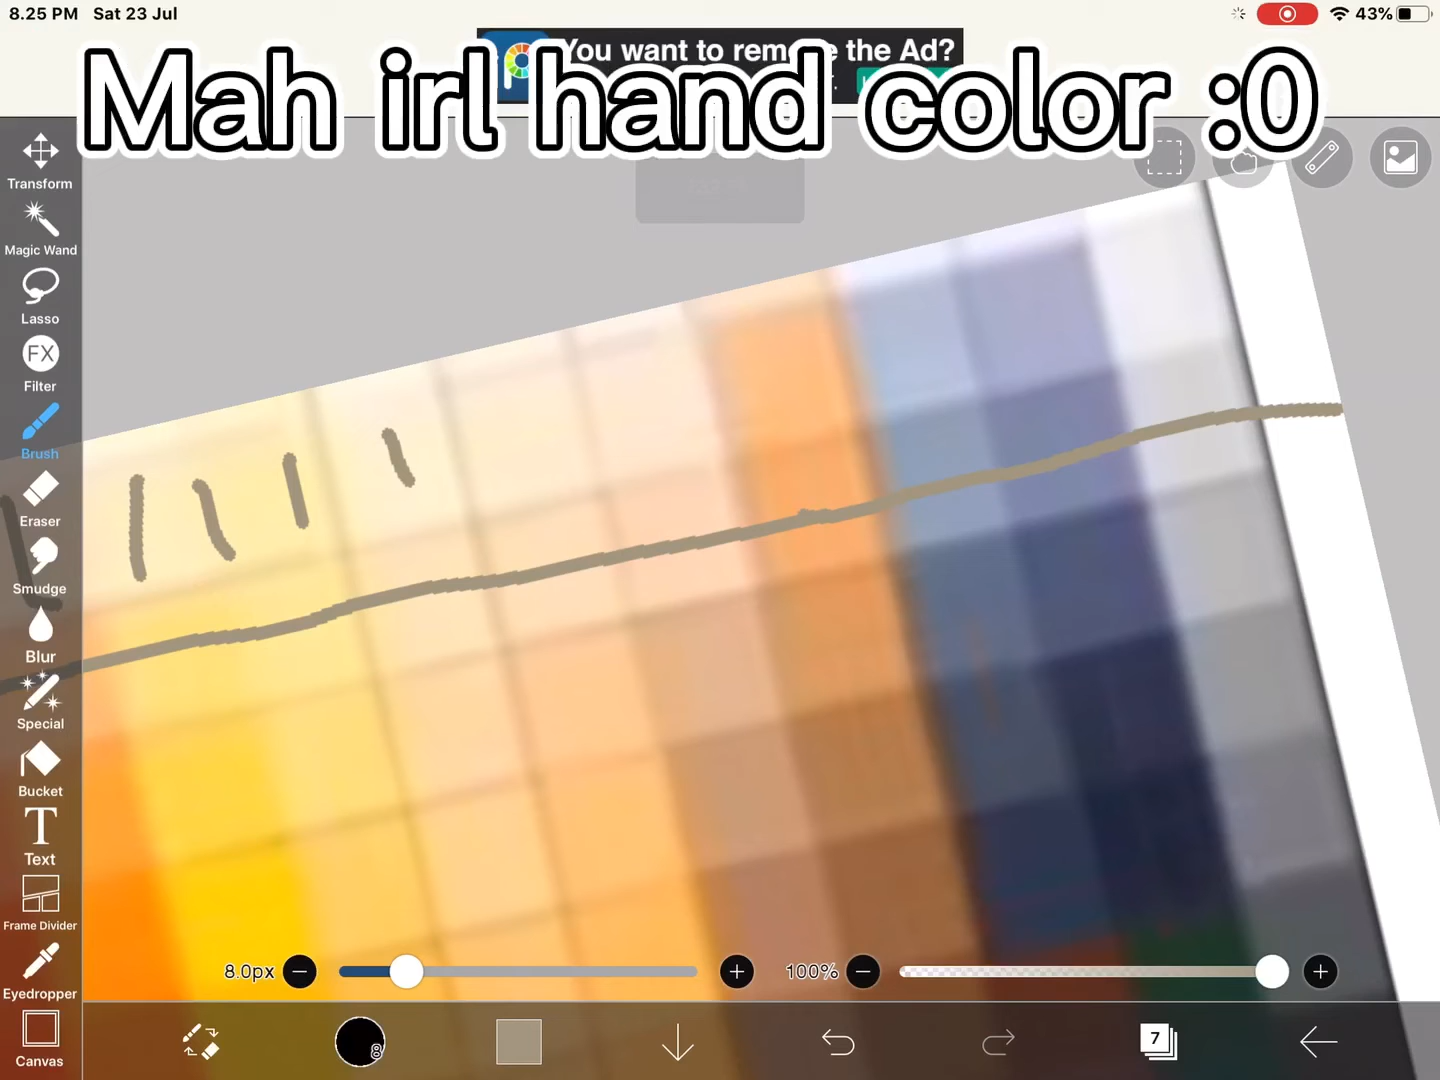 8.25 PM Sat 23 Jul
43%
You want to remove the Ad?
Mah irl hand color :0
Transform
Magic Wand
Lasso
FX
Filter
Brush
Eraser
Smudge
Blur
Special
Bucket
T
Text
Frame Divider
Eyedropper
Canvas
8.0px
100%
8
7